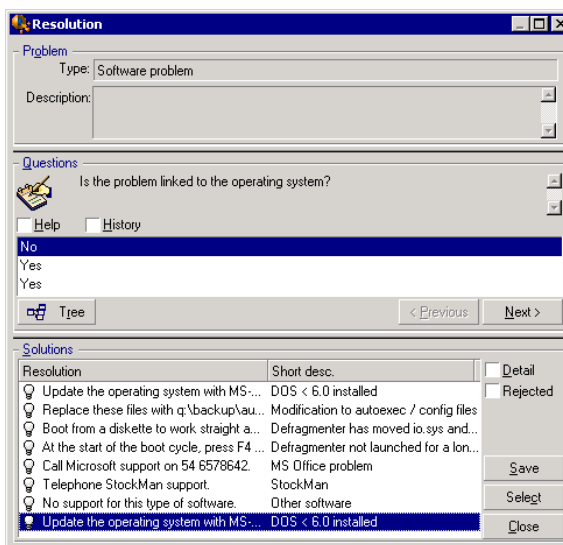 Resolution
Problem
Type: Software problem
Description:
Questions
Is the problem linked to the operating system?
Help History
No
Yes
Yes
Tree < Previous Next >
Solutions
Resolution Short desc. Detail
Update the operating system with MS-... DOS < 6.0 installed Rejected
Replace these files with q:\backup\au... Modification to autoexec / config files
Boot from a diskette to work straight a... Defragmenter has moved io.sys and...
At the start of the boot cycle, press F4 ... Defragmenter not launched for a lon...
Call Microsoft support on 54 6578642. MS Office problem Save
Telephone StockMan support. StockMan
No support for this type of software. Other software Select
Update the operating system with MS-... DOS < 6.0 installed Close